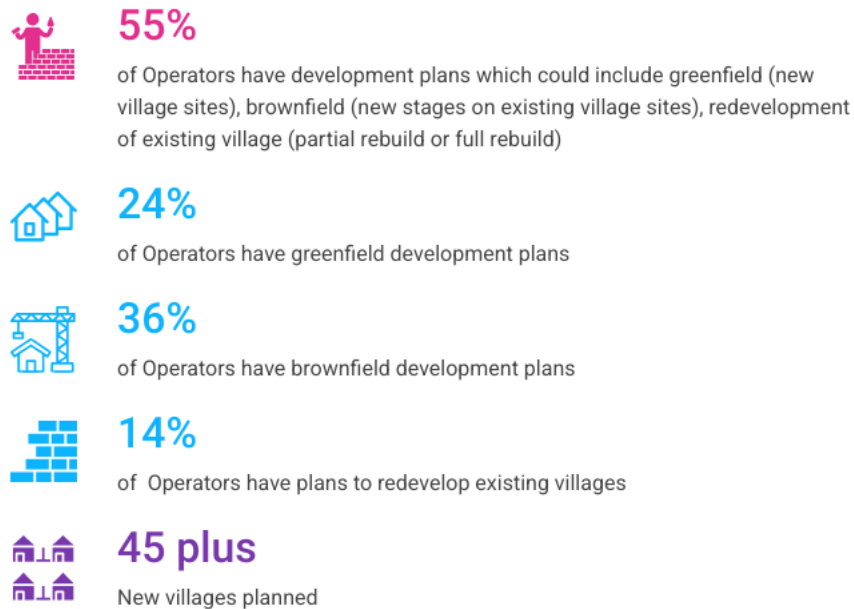 55%
of Operators have development plans which could include greenfield (new
village sites), brownfield (new stages on existing village sites), redevelopment
of existing village (partial rebuild or full rebuild)
24%
of Operators have greenfield development plans
36%
of Operators have brownfield development plans
14%
of  Operators have plans to redevelop existing villages
45 plus
New villages planned